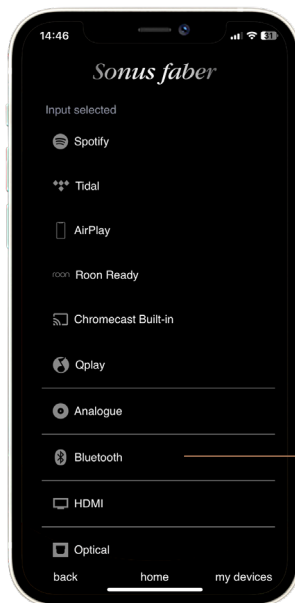 14:46
31
Sonus faber
Input selected
Spotify
Tidal
AirPlay
roon Roon Ready
Chromecast Built-in
Qplay
Analogue
Bluetooth
HDMI
Optical
back home my devices